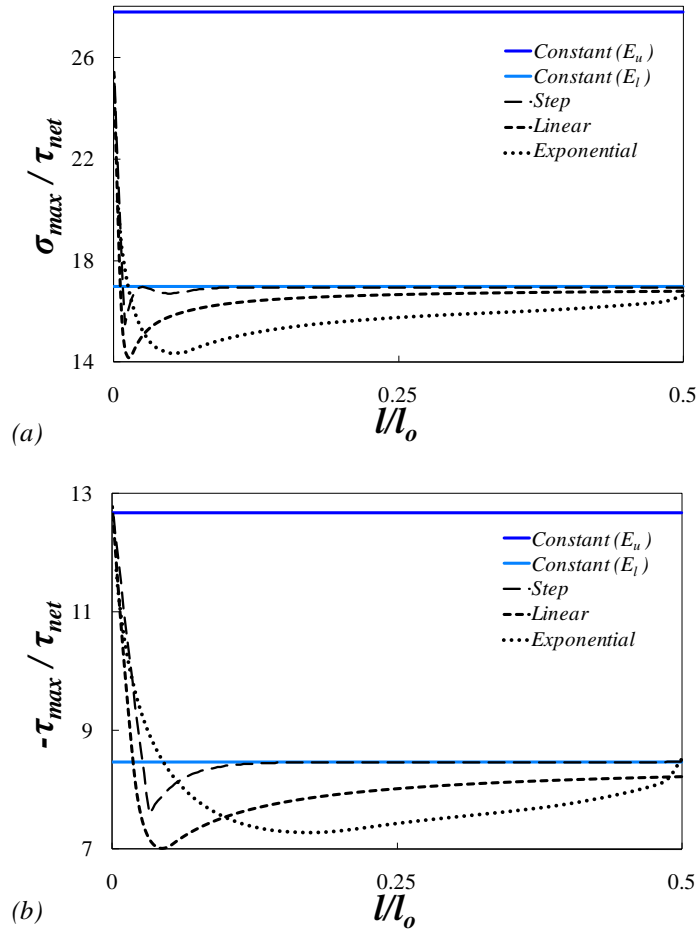 σmax / τnet
26
22
18
14
0
0.25
0.5
l/lo
Constant (Eu)
Constant (El)
Step
Linear
Exponential
(a)
-τmax / τnet
13
11
9
7
0
0.25
0.5
l/lo
Constant (Eu)
Constant (El)
Step
Linear
Exponential
(b)